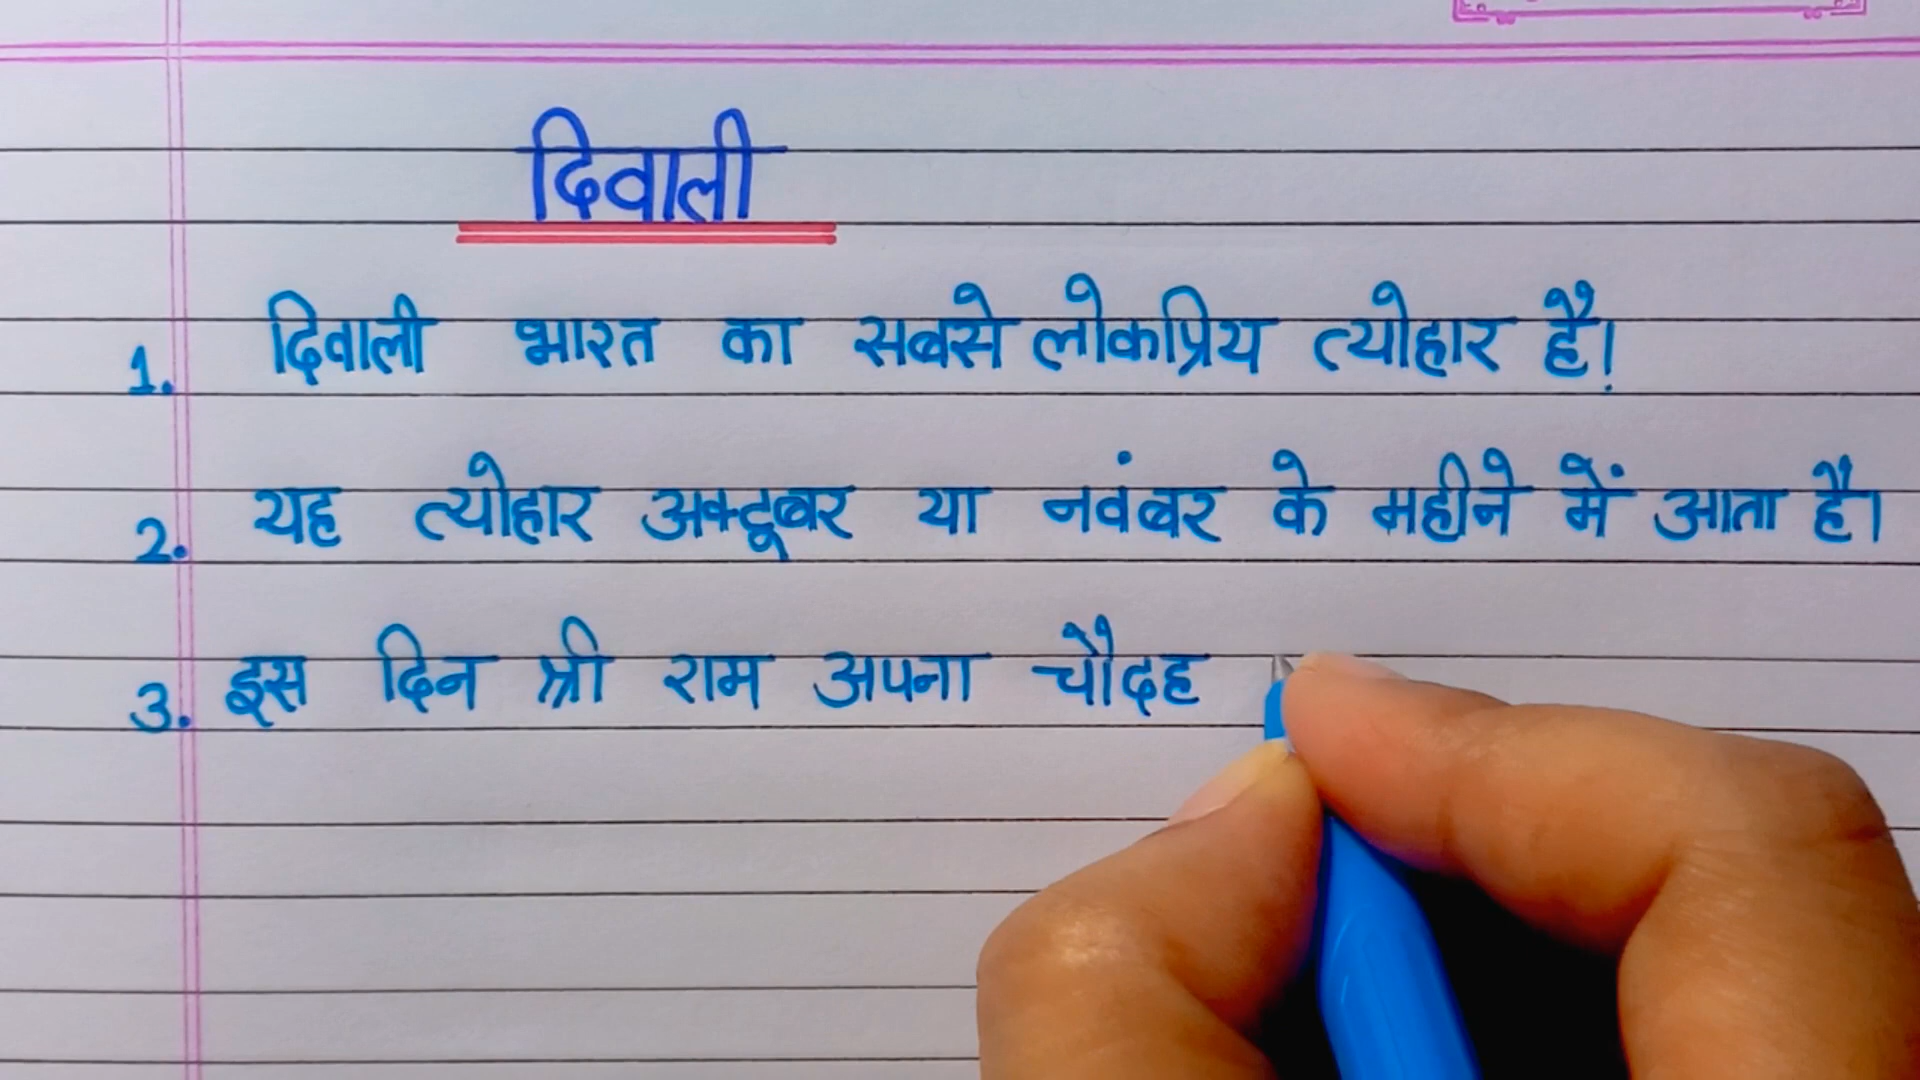 दिवाली
1. दिवाली भारत का सबसे लोकप्रिय त्योहार है।
2. यह त्योहार अक्टूबर या नवंबर के महीने में आता है।
3. इस दिन श्री राम अपना चौदह